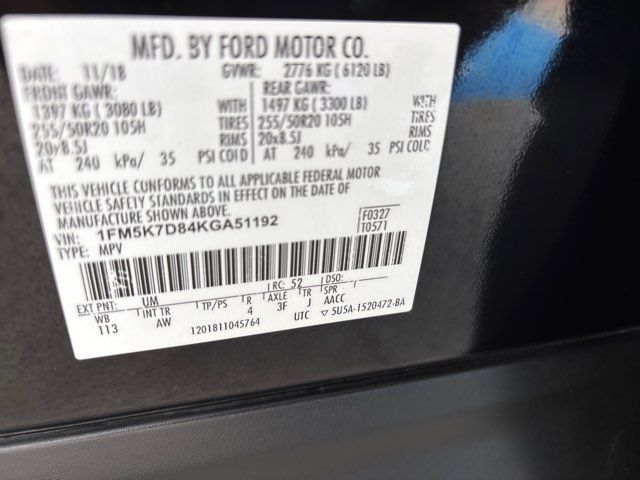 MFD. BY FORD MOTOR CO.
DATE: 11/18 GVWR: 2776 KG ( 6120 LB)
FRONT GAWR: REAR GAWR:
1397 KG ( 3080 LB) WITH 1497 KG ( 3300 LB) WITH
255/50R20 105H TIRES 255/50R20 105H TIRES
20x8.5J RIMS 20x8.5J RIMS
AT 240 kPa/ 35 PSI COLD AT 240 kPa/ 35 PSI COLD
THIS VEHICLE CONFORMS TO ALL APPLICABLE FEDERAL MOTOR
VEHICLE SAFETY STANDARDS IN EFFECT ON THE DATE OF
MANUFACTURE SHOWN ABOVE.
VIN: 1FM5K7D84KGA51192 F0327
TYPE: MPV T0571
EXT PNT: UM RC: 52 DSO:
WB INT TR TP/PS R AXLE TR SPR
113 AW 4 3F J AACC
1201811045764 UTC ▽ 5U5A-1520472-BA